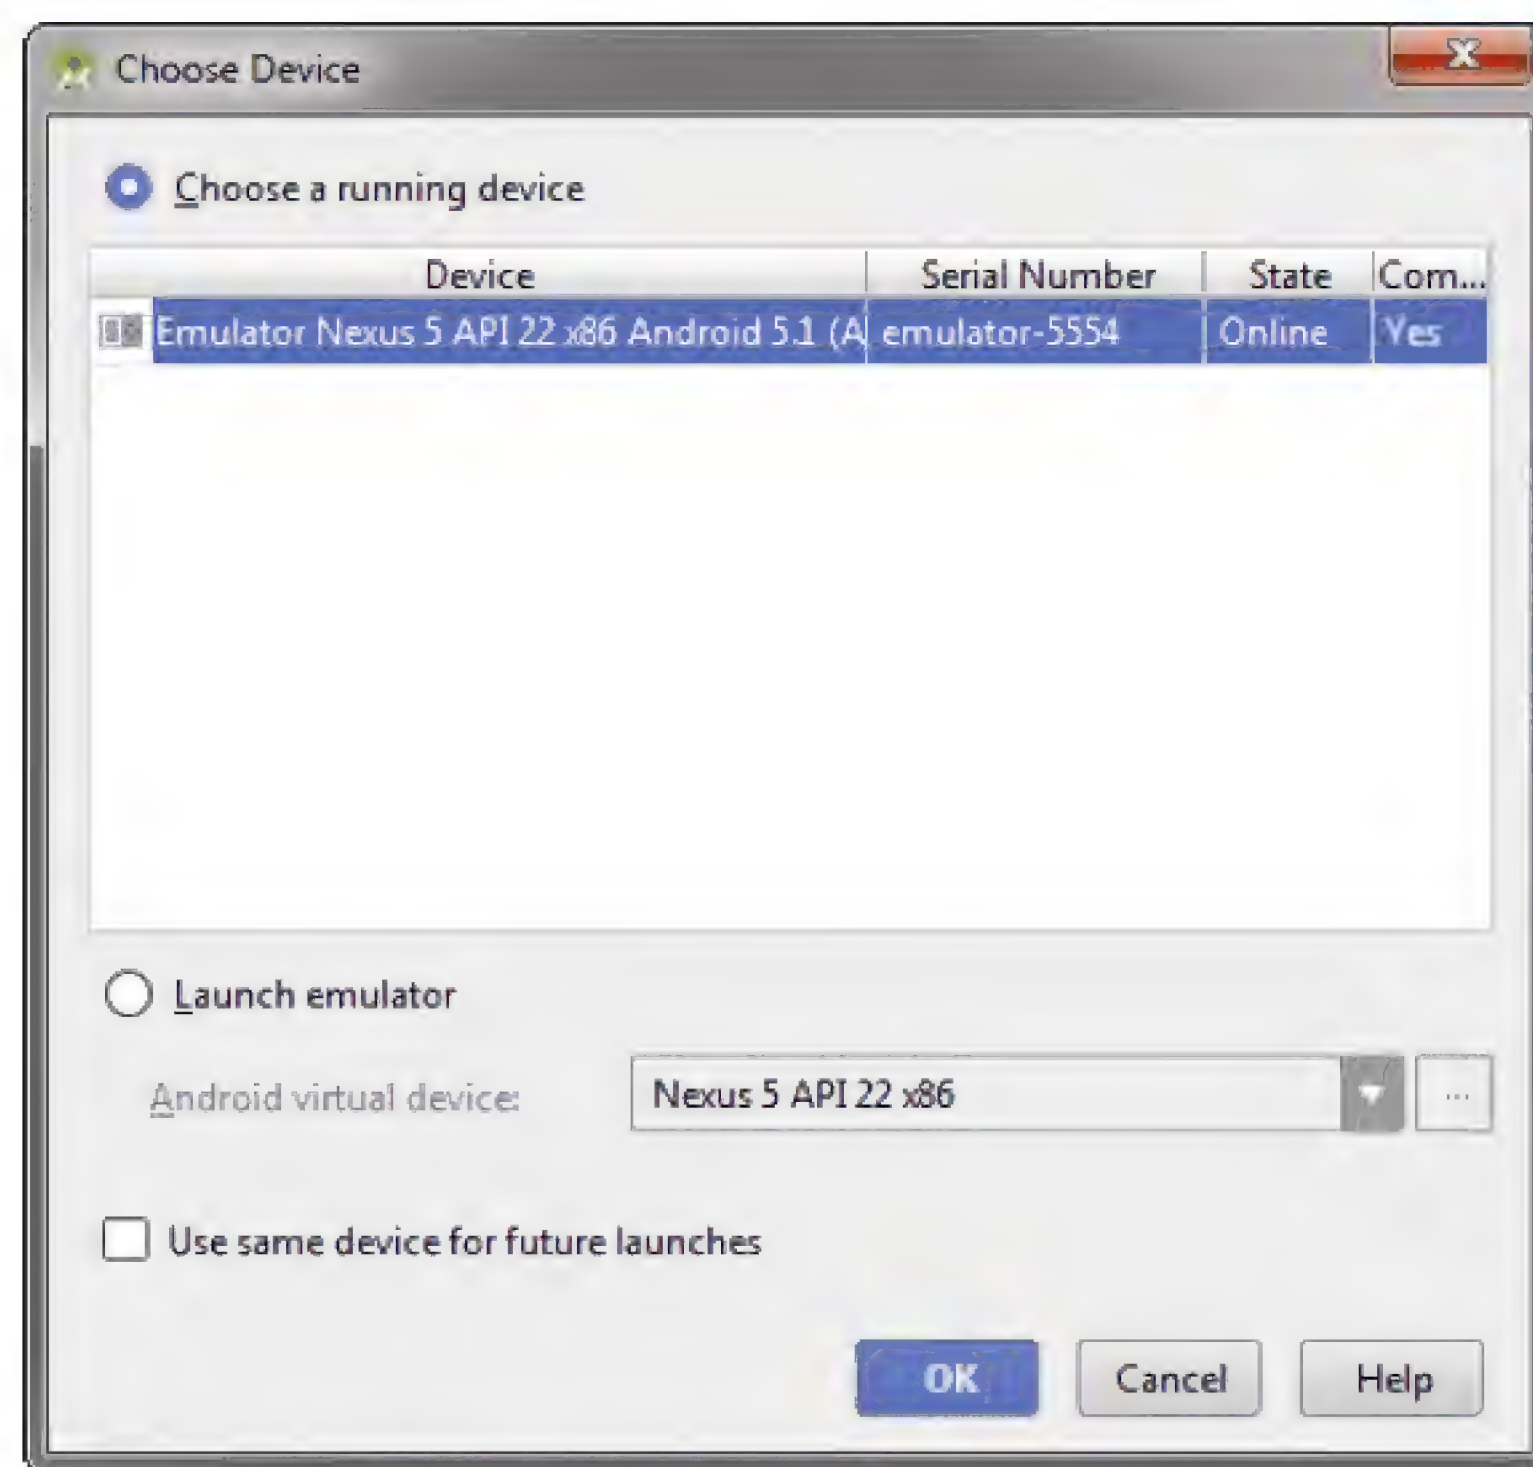 Choose Device
Choose a running device
Device Serial Number State Com...
Emulator Nexus 5 API 22 x86 Android 5.1 (A emulator-5554 Online Yes
Launch emulator
Android virtual device: Nexus 5 API 22 x86 ...
Use same device for future launches
OK Cancel Help